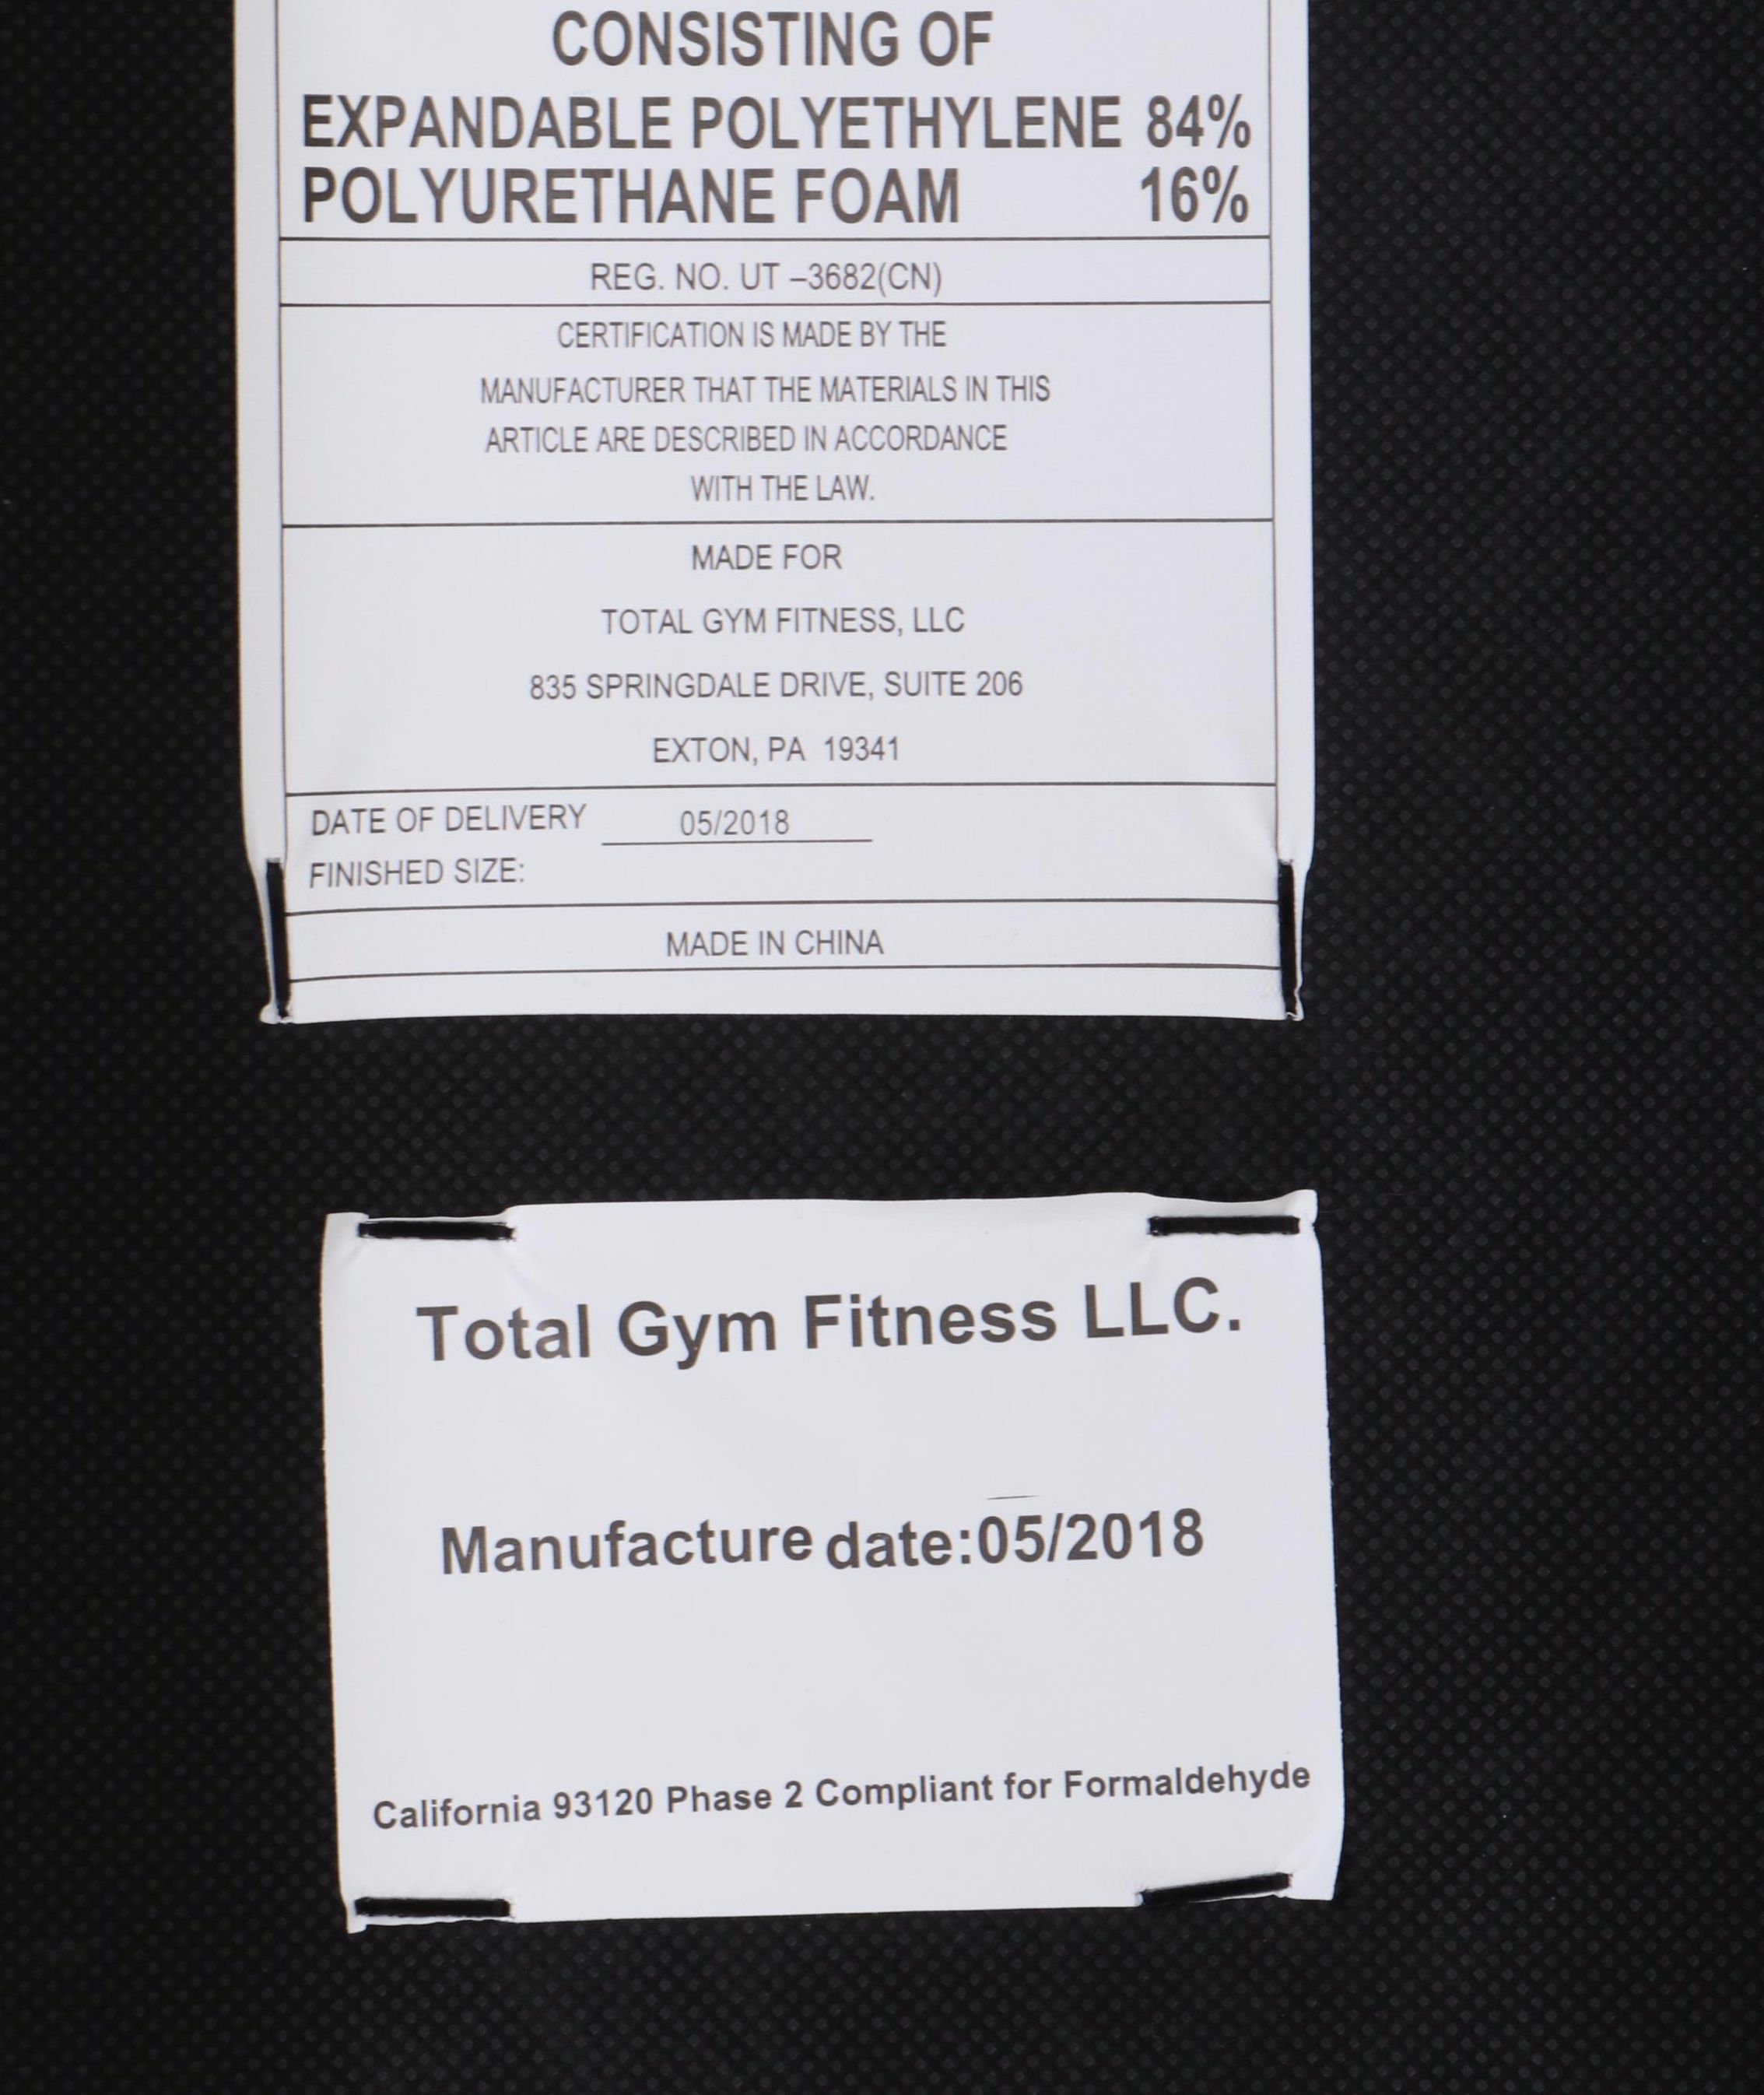 CONSISTING OF
EXPANDABLE POLYETHYLENE 84%
POLYURETHANE FOAM 16%
REG. NO. UT –3682(CN)
CERTIFICATION IS MADE BY THE
MANUFACTURER THAT THE MATERIALS IN THIS
ARTICLE ARE DESCRIBED IN ACCORDANCE
WITH THE LAW.
MADE FOR
TOTAL GYM FITNESS, LLC
835 SPRINGDALE DRIVE, SUITE 206
EXTON, PA 19341
DATE OF DELIVERY 05/2018
FINISHED SIZE:
MADE IN CHINA
Total Gym Fitness LLC.
Manufacture date:05/2018
California 93120 Phase 2 Compliant for Formaldehyde